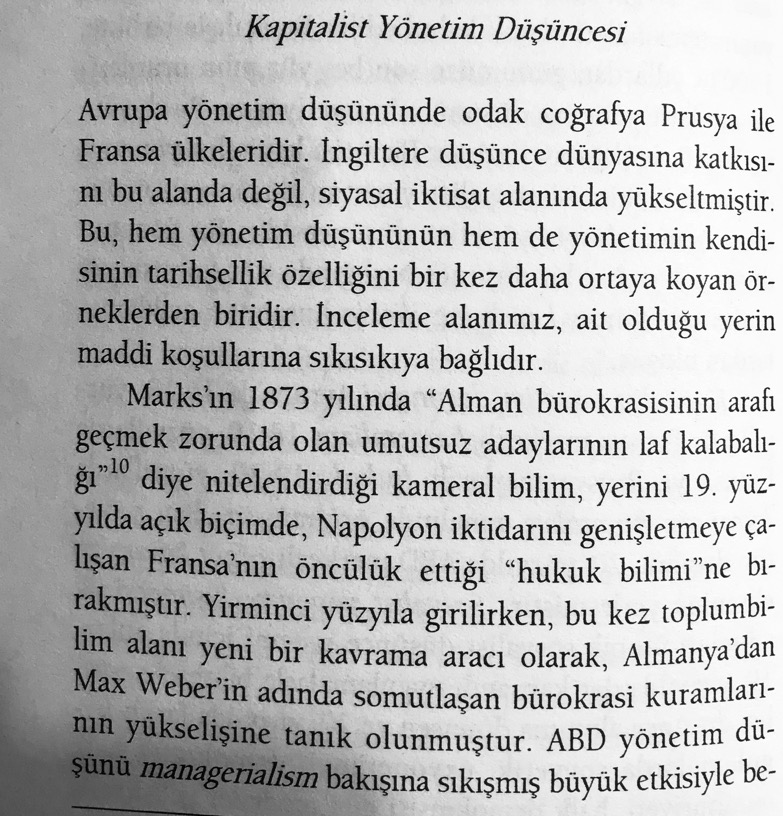 Kapitalist Yönetim Düşüncesi
Avrupa yönetim düşününde odak coğrafya Prusya ile
Fransa ülkeleridir. İngiltere düşünce dünyasına katkısı-
nı bu alanda değil, siyasal iktisat alanında yükseltmiştir.
Bu, hem yönetim düşününün hem de yönetimin kendi-
sinin tarihsellik özelliğini bir kez daha ortaya koyan ör-
neklerden biridir. İnceleme alanımız, ait olduğu yerin
maddi koşullarına sıkısıkıya bağlıdır.
Marks'ın 1873 yılında “Alman bürokrasisinin arafı
geçmek zorunda olan umutsuz adaylarının laf kalabalı-
ğı”10 diye nitelendirdiği kameral bilim, yerini 19. yüz-
yılda açık biçimde, Napolyon iktidarını genişletmeye ça-
lışan Fransa'nın öncülük ettiği “hukuk bilimi”ne bı-
rakmıştır. Yirminci yüzyıla girilirken, bu kez toplumbi-
lim alanı yeni bir kavrama aracı olarak, Almanya'dan
Max Weber'in adında somutlaşan bürokrasi kuramları-
nın yükselişine tanık olunmuştur. ABD yönetim dü-
şünü managerialism bakışına sıkışmış büyük etkisiyle be-